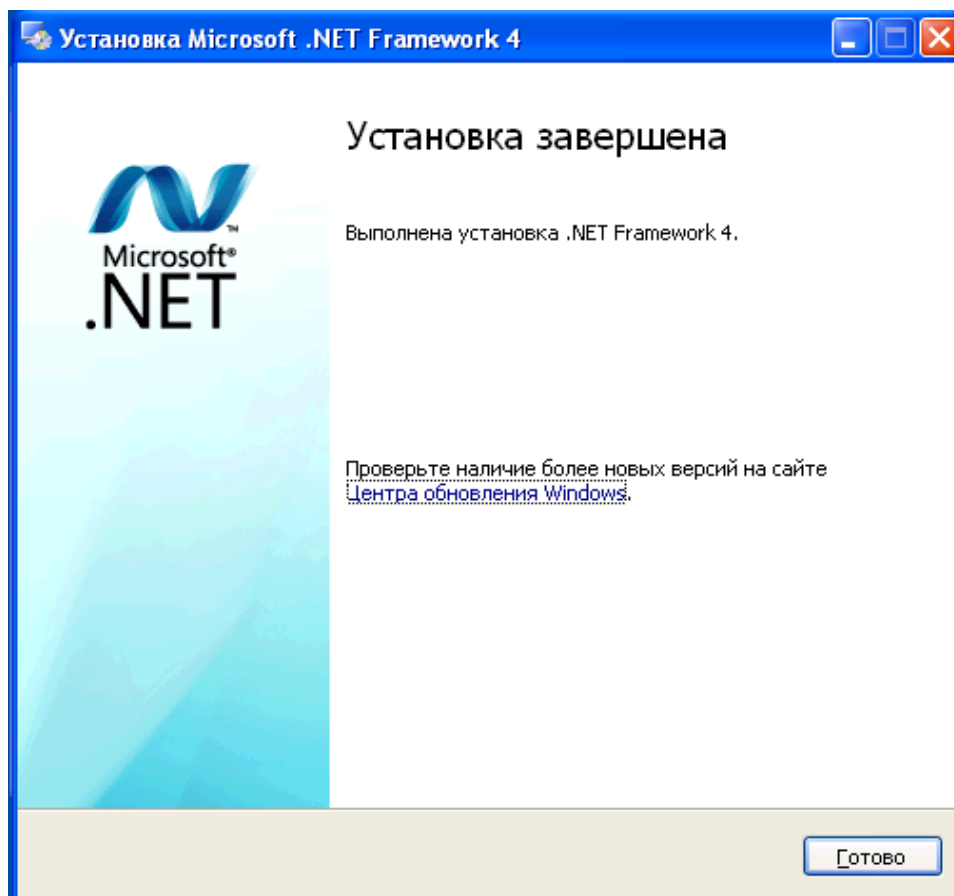 Установка Microsoft .NET Framework 4
Установка завершена
Microsoft®
.NET™
Выполнена установка .NET Framework 4.
Проверьте наличие более новых версий на сайте
Центра обновления Windows.
Готово